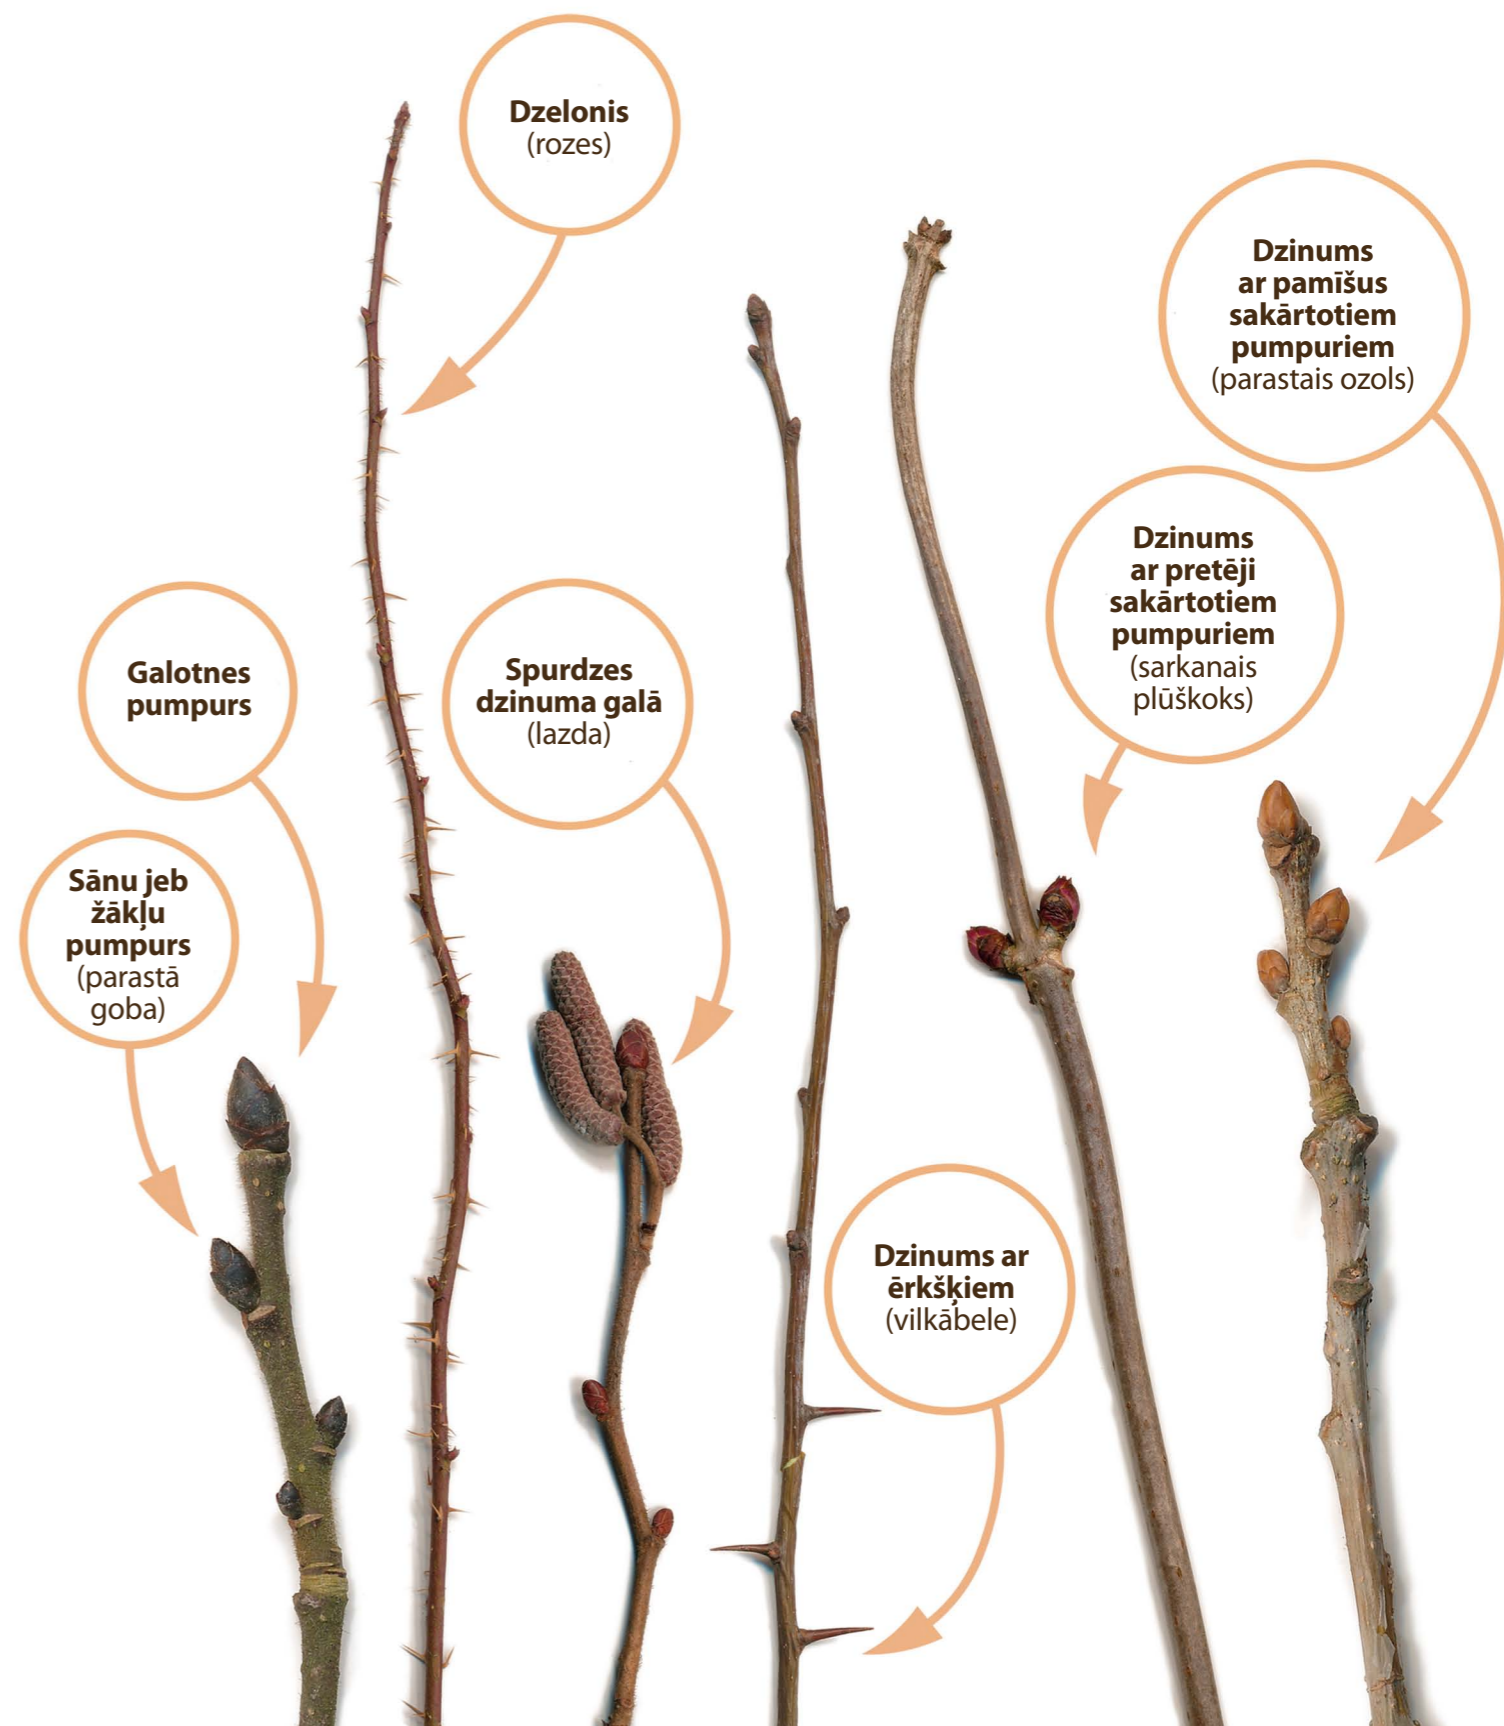 Dzelonis
(rozes)
Dzinums
ar pamīšus
sakārtotiem
pumpuriem
(parastais ozols)
Dzinums
ar pretēji
sakārtotiem
pumpuriem
(sarkanais
plūškoks)
Galotnes
pumpurs
Spurdzes
dzinuma galā
(lazda)
Sānu jeb
žākļu
pumpurs
(parastā
goba)
Dzinums ar
ērkšķiem
(vilkābele)